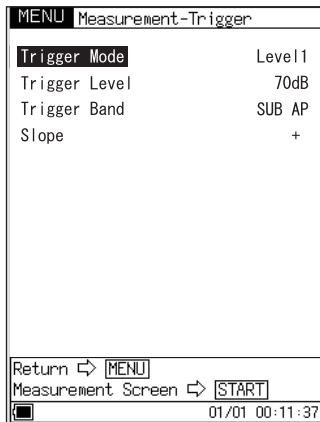 MENU Measurement-Trigger
Trigger Mode Level1
Trigger Level 70dB
Trigger Band SUB AP
Slope +
Return ⇨ MENU
Measurement Screen ⇨ START
01/01 00:11:37